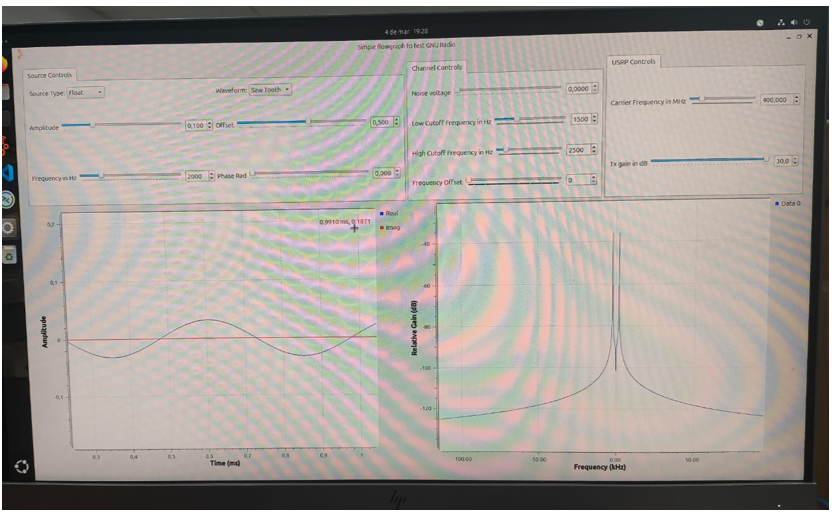 4 de mar 19:28
Simple flowgraph to test GNU Radio
Source Controls
Source Type: Float
Waveform: Saw Tooth
Amplitude 0,100 Offset 0,500
Frequency in Hz 2000 Phase Rad 0,000
Channel Controls
Noise voltage 0,0000
Low Cutoff Frequency in Hz 1500
High Cutoff Frequency in Hz 2500
Frequency Offset 0
USRP Controls
Carrier Frequency in MHz 400,000
Tx gain in dB 30,0
0,9910 ms, 0,1871
Real
Imag
0,2
0,1
0
-0,1
Amplitude
0,3 0,4 0,5 0,6 0,7 0,8 0,9 1
Time (ms)
Data 0
-40
-60
-80
-100
-120
Relative Gain (dB)
-100.00 -50.00 0.00 50.00
Frequency (kHz)
hp